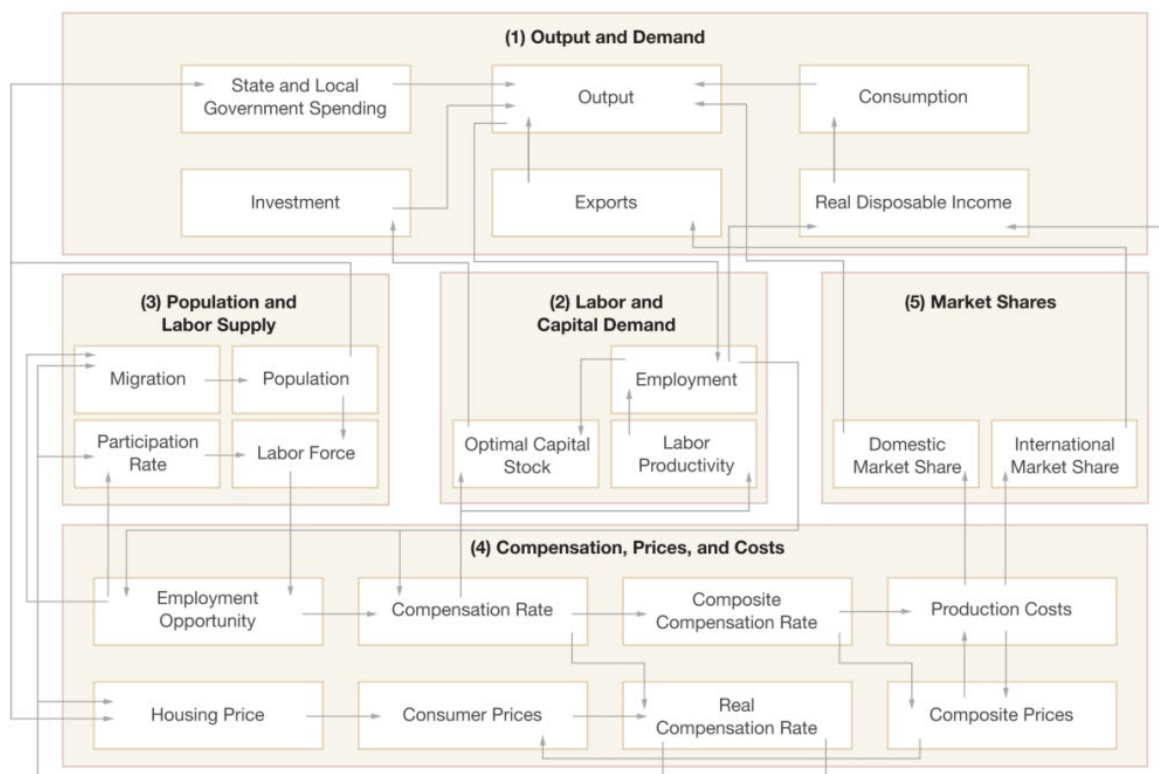 (1) Output and Demand
State and Local
Government Spending
Output
Consumption
Investment
Exports
Real Disposable Income
(3) Population and
Labor Supply
Migration
Population
Participation
Rate
Labor Force
(2) Labor and
Capital Demand
Employment
Optimal Capital
Stock
Labor
Productivity
(5) Market Shares
Domestic
Market Share
International
Market Share
(4) Compensation, Prices, and Costs
Employment
Opportunity
Compensation Rate
Composite
Compensation Rate
Production Costs
Housing Price
Consumer Prices
Real
Compensation Rate
Composite Prices